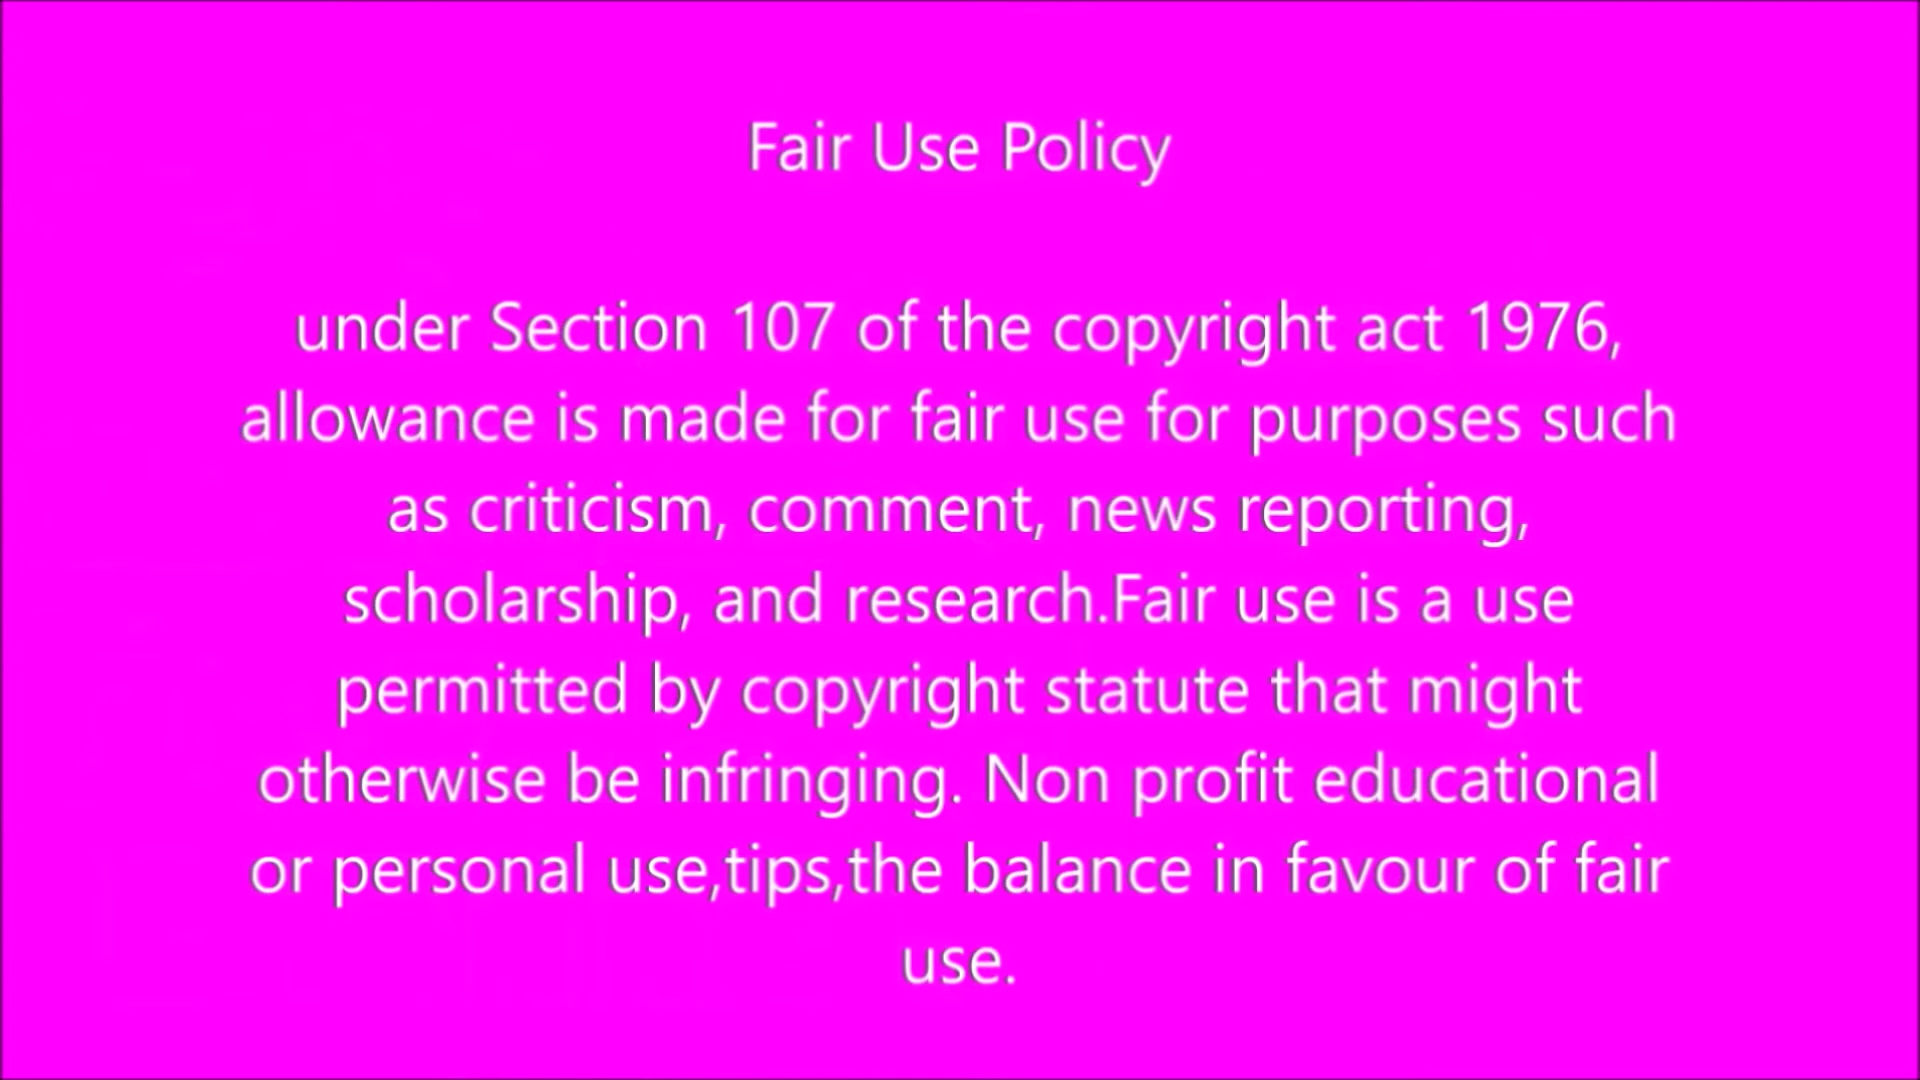 Fair Use Policy
under Section 107 of the copyright act 1976,
allowance is made for fair use for purposes such
as criticism, comment, news reporting,
scholarship, and research.Fair use is a use
permitted by copyright statute that might
otherwise be infringing. Non profit educational
or personal use,tips,the balance in favour of fair
use.